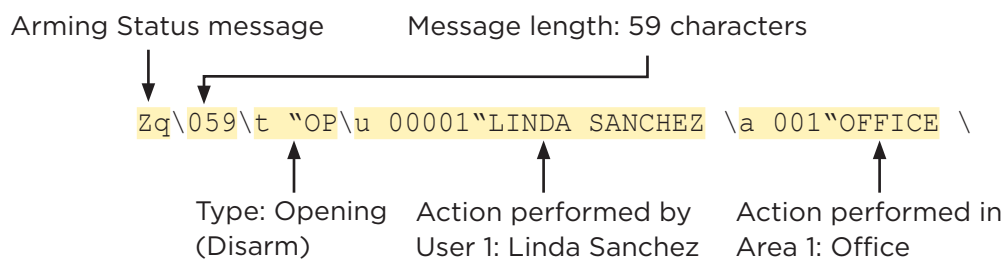 Arming Status message Message length: 59 characters
Zq\059\t “OP\u 00001“LINDA SANCHEZ \a 001“OFFICE \
Type: Opening Action performed by Action performed in
(Disarm) User 1: Linda Sanchez Area 1: Office